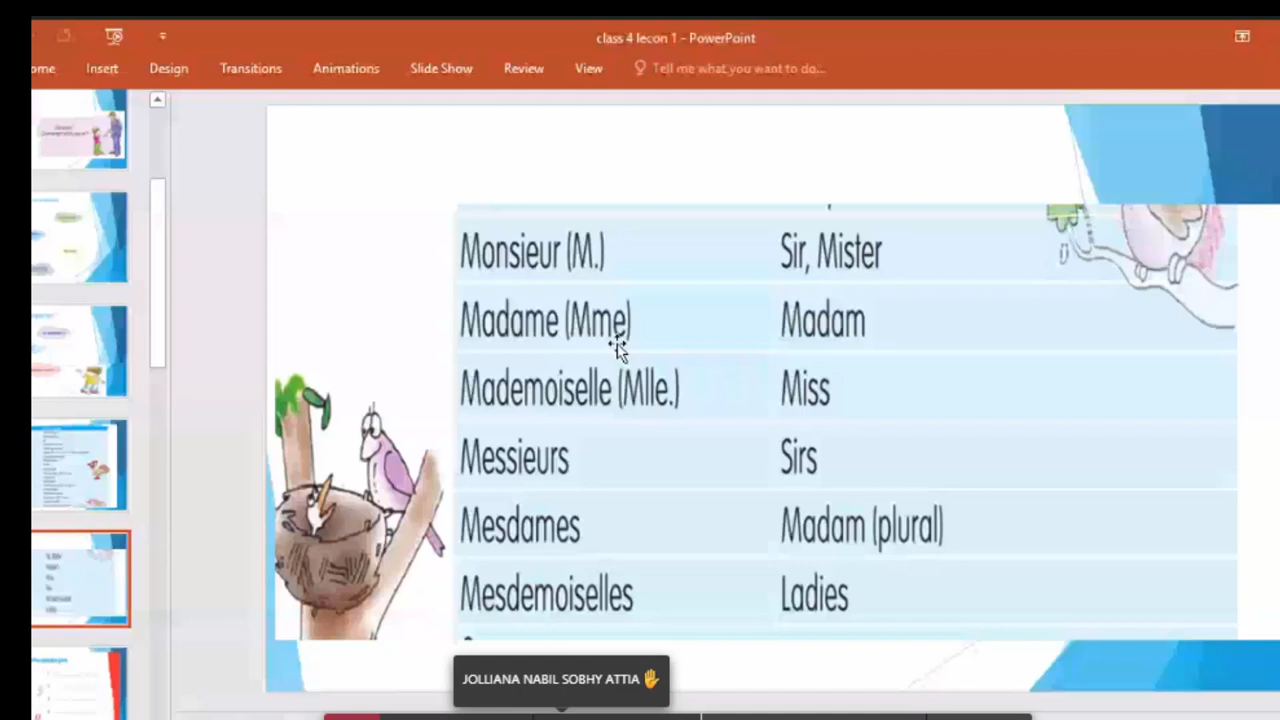 class 4 lecon 1 - PowerPoint
ome Insert Design Transitions Animations Slide Show Review View Tell me what you want to do...
Monsieur (M.) Sir, Mister
Madame (Mme) Madam
Mademoiselle (Mlle.) Miss
Messieurs Sirs
Mesdames Madam (plural)
Mesdemoiselles Ladies
JOLLIANA NABIL SOBHY ATTIA ✋